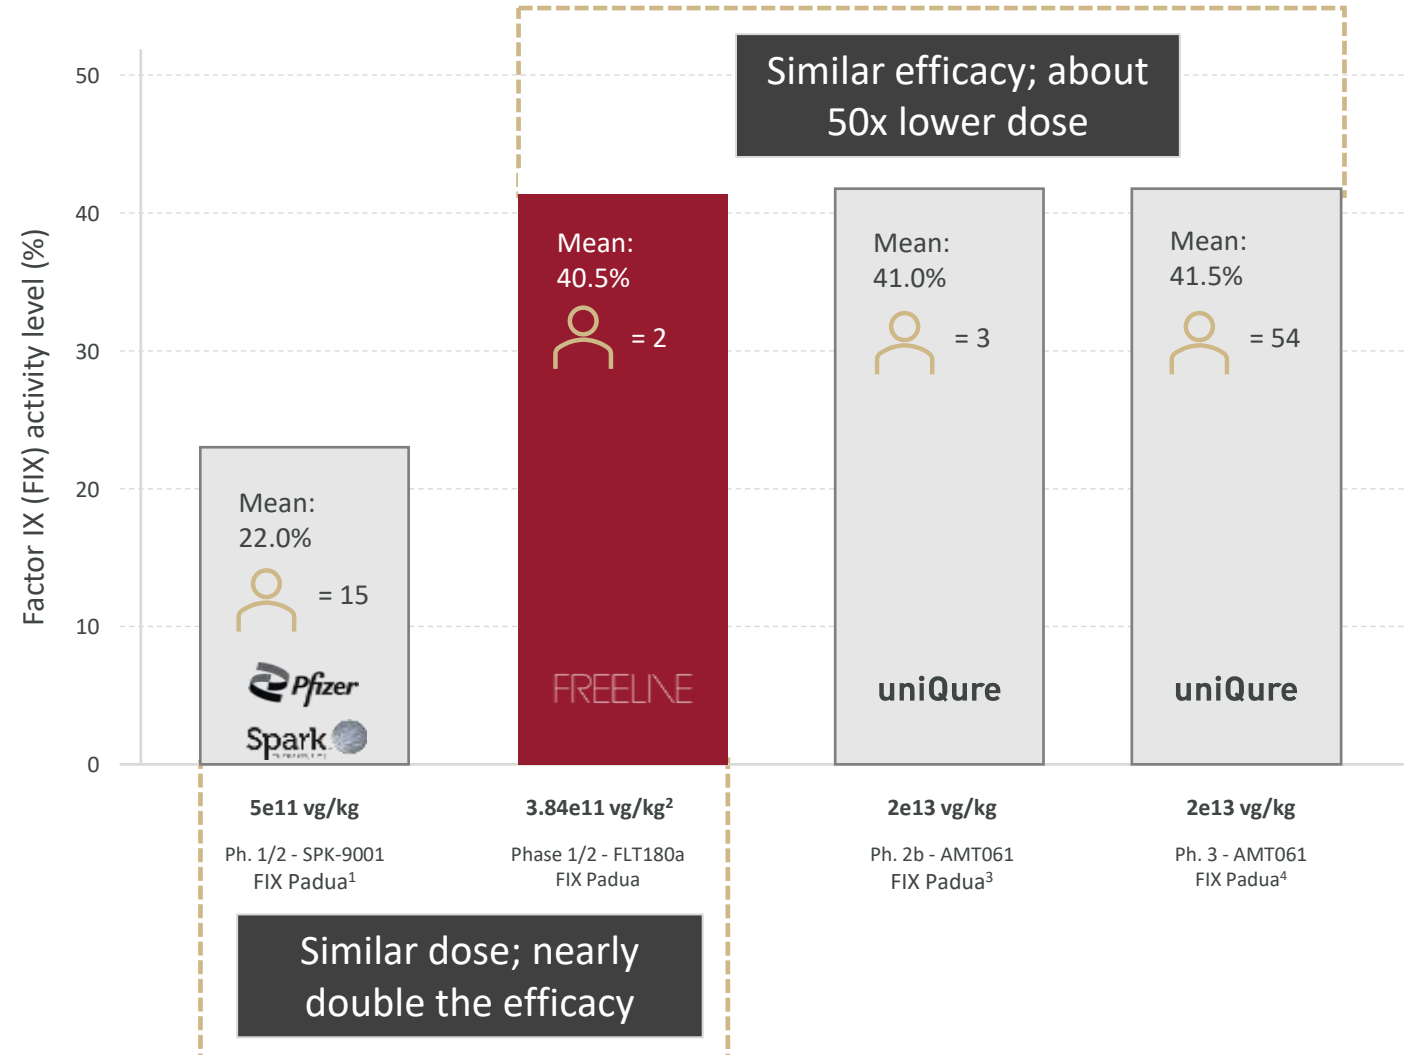 Similar efficacy; about
50x lower dose
Factor IX (FIX) activity level (%)
50
40
30
20
10
0
Mean:
22.0%
= 15
Pfizer
Spark
Mean:
40.5%
= 2
FREELINE
Mean:
41.0%
= 3
uniQure
Mean:
41.5%
= 54
uniQure
5e11 vg/kg
Ph. 1/2 - SPK-9001
FIX Padua¹
3.84e11 vg/kg²
Phase 1/2 - FLT180a
FIX Padua
2e13 vg/kg
Ph. 2b - AMT061
FIX Padua³
2e13 vg/kg
Ph. 3 - AMT061
FIX Padua⁴
Similar dose; nearly
double the efficacy